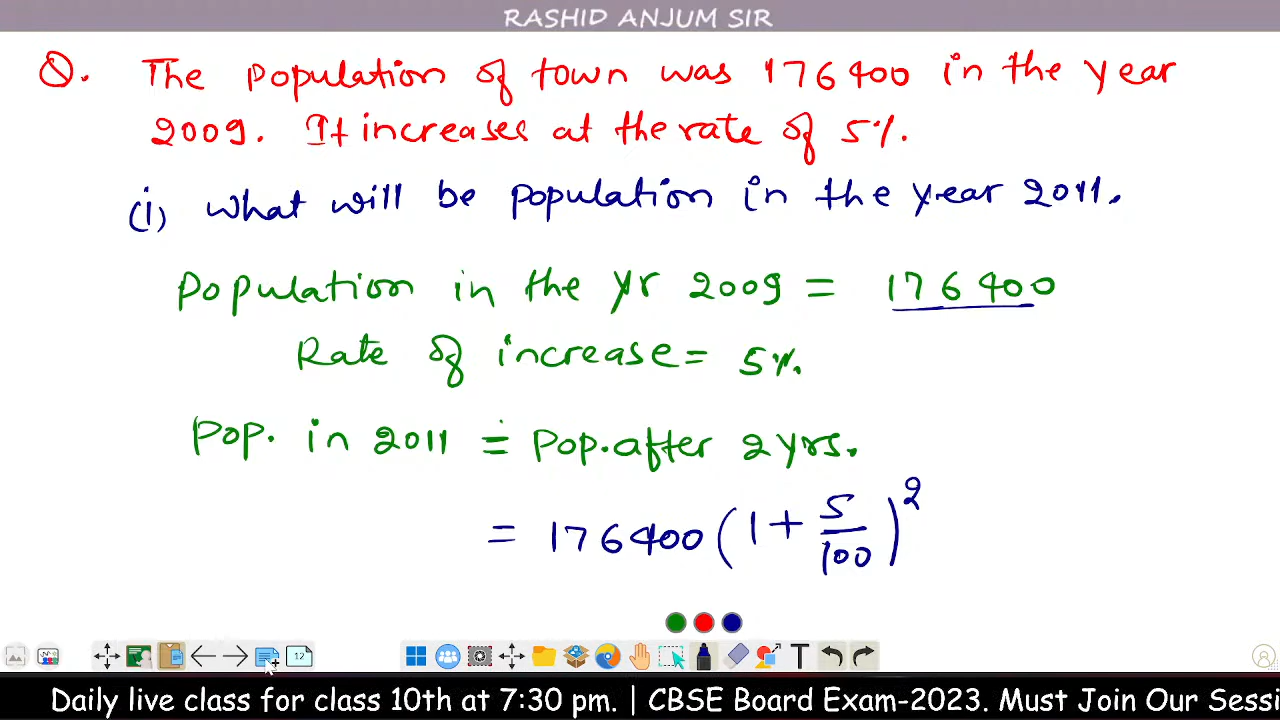 RASHID ANJUM SIR
Q. The population of town was 176400 in the year
2009. It increases at the rate of 5%.
(i) what will be population in the year 2011.
Population in the yr 2009 = 176400
Rate of increase = 5%.
Pop. in 2011 = Pop. after 2 yrs.
= 176400 (1 + 5/100)^2
12
Daily live class for class 10th at 7:30 pm. | CBSE Board Exam-2023. Must Join Our Sessi